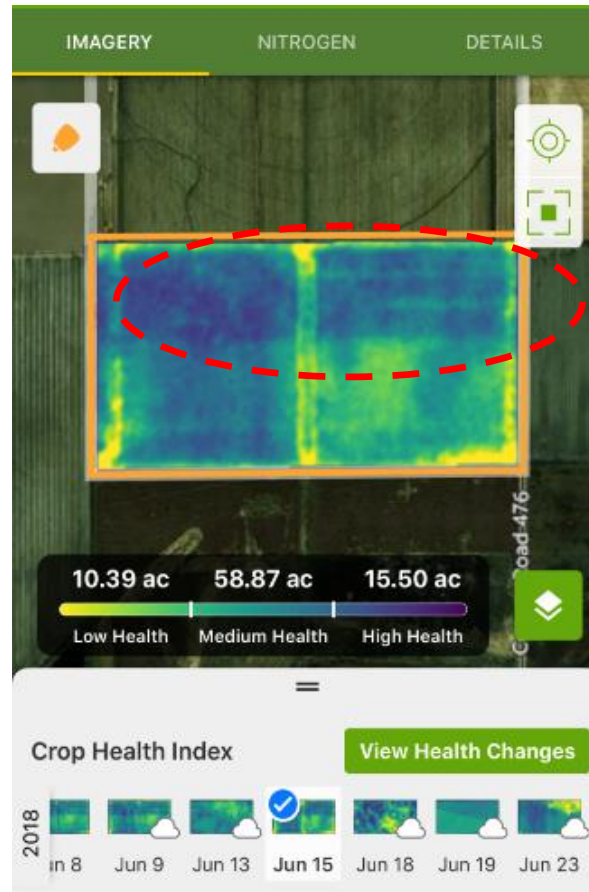 IMAGERY NITROGEN DETAILS
Road 476
10.39 ac 58.87 ac 15.50 ac
Low Health Medium Health High Health
Crop Health Index View Health Changes
2018
Jun 9 Jun 13 Jun 15 Jun 18 Jun 19 Jun 23